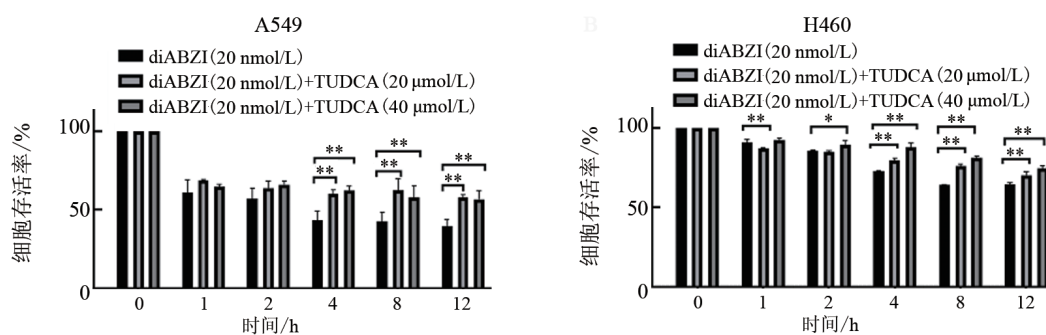 A549
diABZI(20 nmol/L)
diABZI(20 nmol/L)+TUDCA(20 μmol/L)
diABZI(20 nmol/L)+TUDCA(40 μmol/L)
细胞存活率/%
100
50
0
** ** ** ** ** **
0 1 2 4 8 12
时间/h
B
H460
diABZI(20 nmol/L)
diABZI(20 nmol/L)+TUDCA(20 μmol/L)
diABZI(20 nmol/L)+TUDCA(40 μmol/L)
细胞存活率/%
100
50
0
** * ** ** ** ** ** **
0 1 2 4 8 12
时间/h